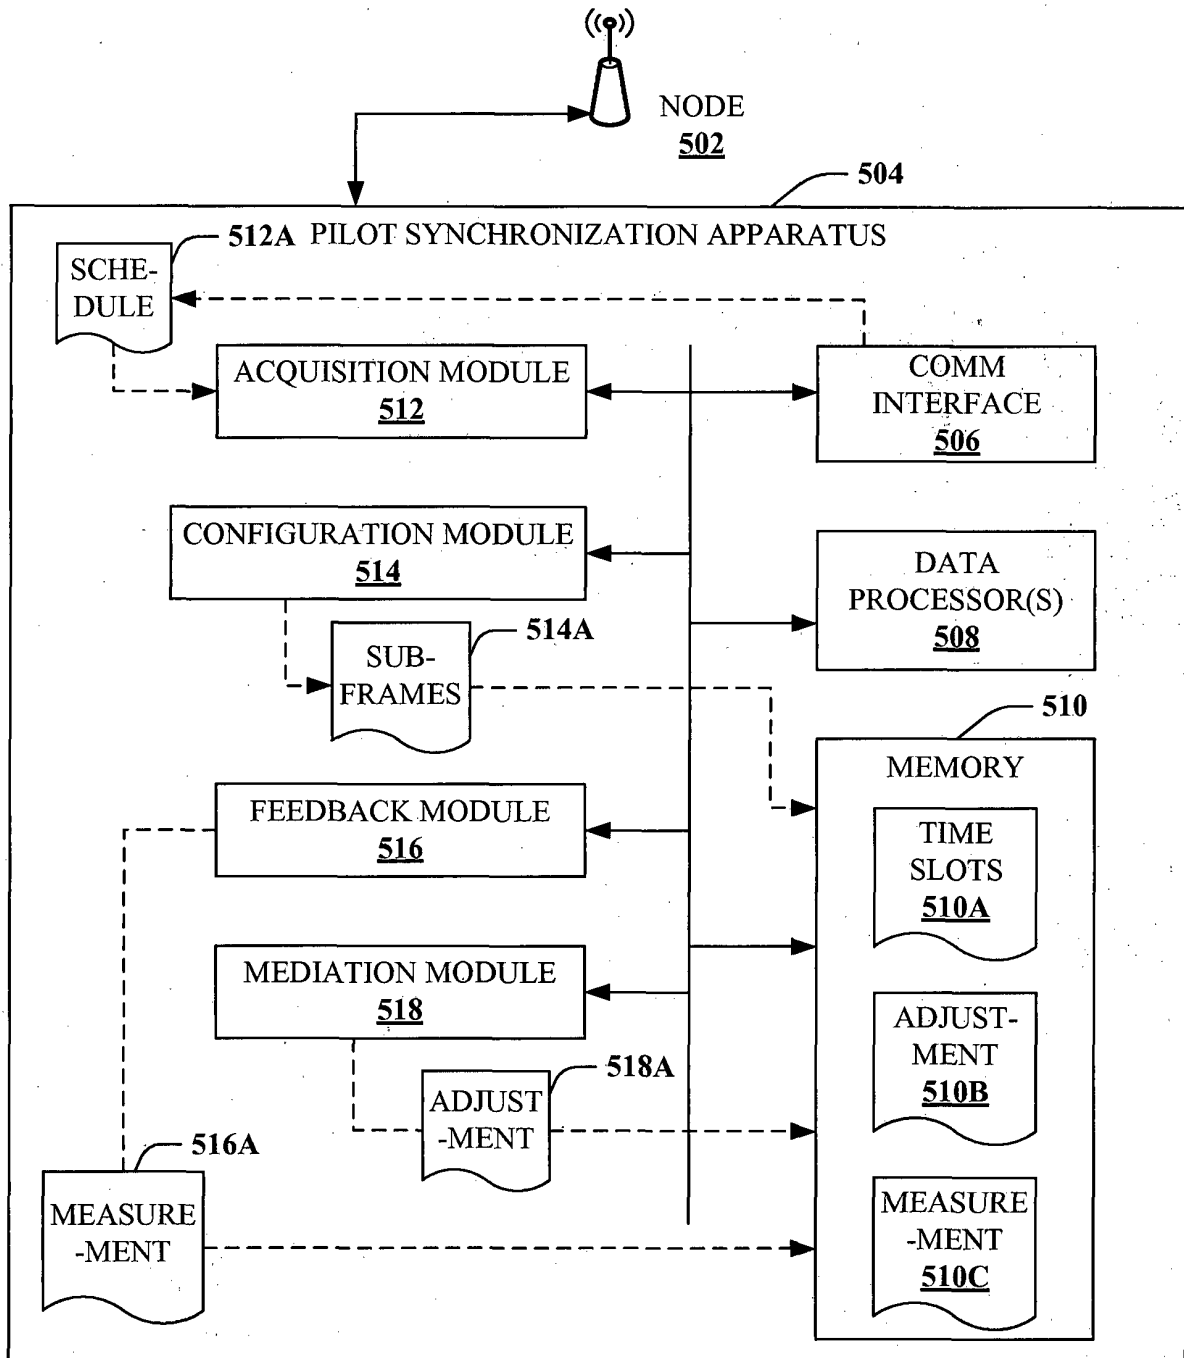 NODE
502
504
512A PILOT SYNCHRONIZATION APPARATUS
SCHE-
DULE
ACQUISITION MODULE
512
COMM
INTERFACE
506
CONFIGURATION MODULE
514
DATA
PROCESSOR(S)
508
514A
SUB-
FRAMES
510
MEMORY
FEEDBACK MODULE
516
TIME
SLOTS
510A
MEDIATION MODULE
518
ADJUST-
MENT
510B
518A
ADJUST
-MENT
516A
MEASURE
-MENT
MEASURE
-MENT
510C